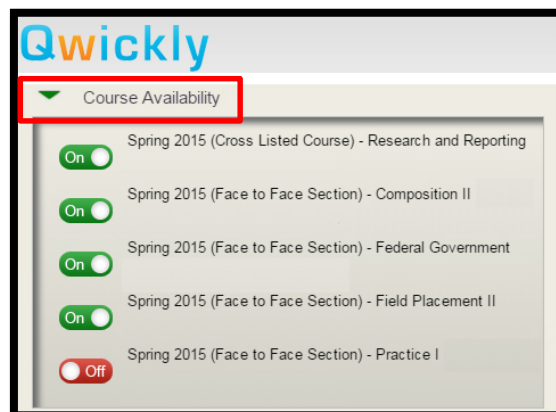 Qwickly
Course Availability
On Spring 2015 (Cross Listed Course) - Research and Reporting
On Spring 2015 (Face to Face Section) - Composition II
On Spring 2015 (Face to Face Section) - Federal Government
On Spring 2015 (Face to Face Section) - Field Placement II
Off Spring 2015 (Face to Face Section) - Practice I